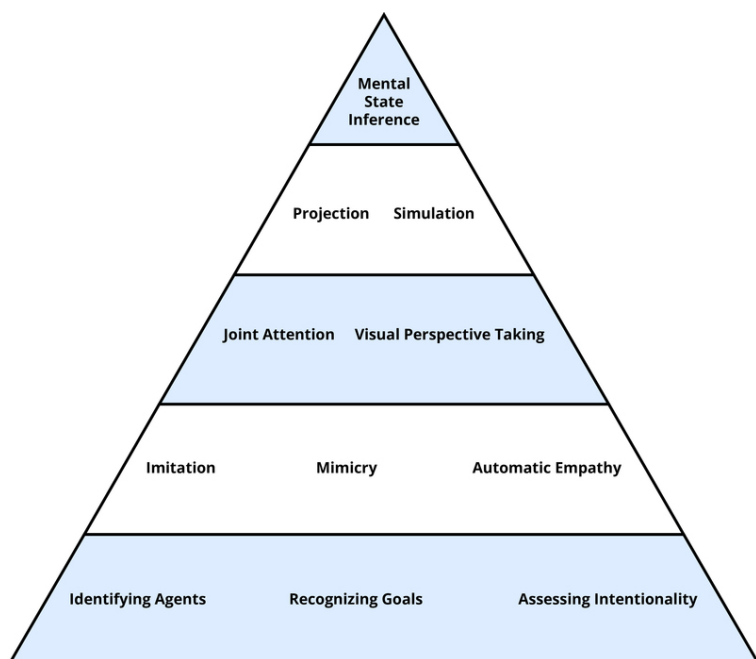 Mental
State
Inference
Projection Simulation
Joint Attention Visual Perspective Taking
Imitation Mimicry Automatic Empathy
Identifying Agents Recognizing Goals Assessing Intentionality